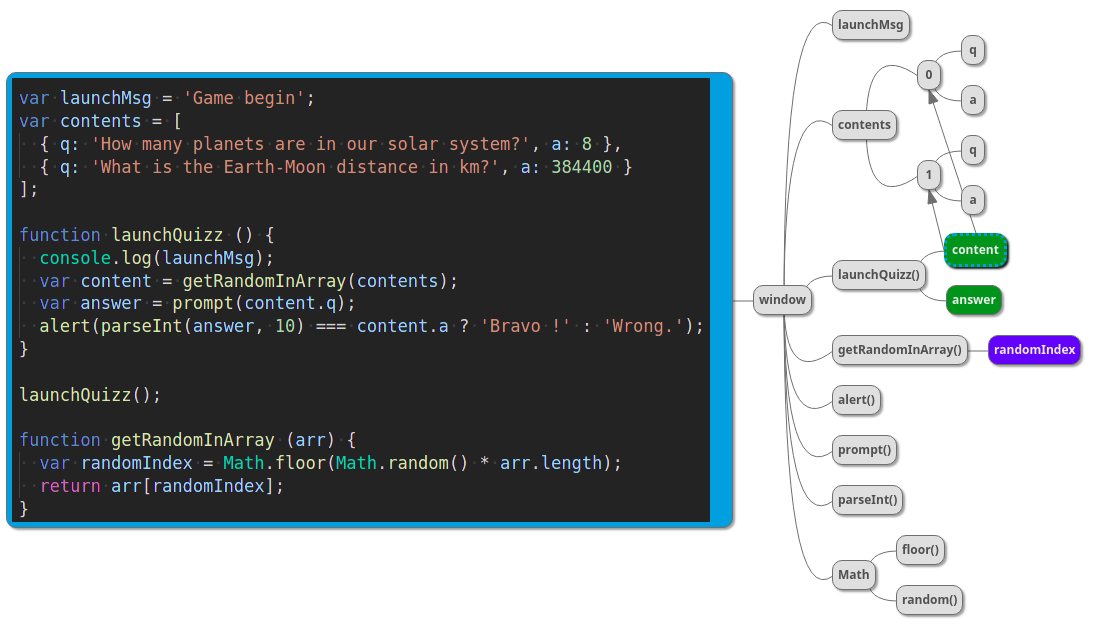 var launchMsg = 'Game begin';
var contents = [
  { q: 'How many planets are in our solar system?', a: 8 },
  { q: 'What is the Earth-Moon distance in km?', a: 384400 }
];
function launchQuizz () {
  console.log(launchMsg);
  var content = getRandomInArray(contents);
  var answer = prompt(content.q);
  alert(parseInt(answer, 10) === content.a ? 'Bravo !' : 'Wrong.');
}
launchQuizz();
function getRandomInArray (arr) {
  var randomIndex = Math.floor(Math.random() * arr.length);
  return arr[randomIndex];
}
window
launchMsg
contents
0
q
a
1
q
a
launchQuizz()
content
answer
getRandomInArray()
randomIndex
alert()
prompt()
parseInt()
Math
floor()
random()